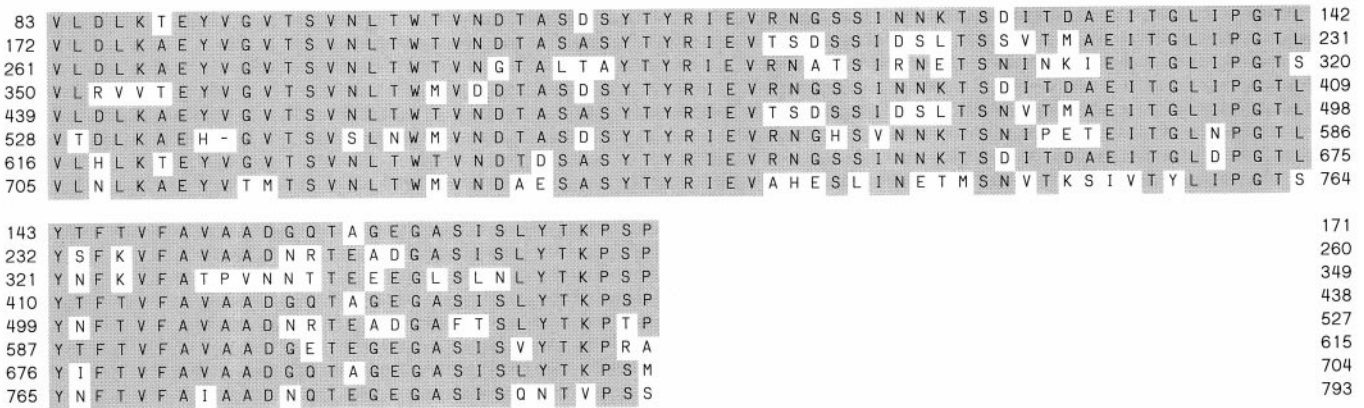 83 V L D L K T E Y V G V T S V N L T W T V N D T A S D S Y T Y R I E V R N G S S I N N K T S D I T D A E I T G L I P G T L 142
172 V L D L K A E Y V G V T S V N L T W T V N D T A S A S Y T Y R I E V T S D S S I D S L T S S V T M A E I T G L I P G T L 231
261 V L D L K A E Y V G V T S V N L T W T V N G T A L T A Y T Y R I E V R N A T S I R N E T S N I N K I E I T G L I P G T S 320
350 V L R V V T E Y V G V T S V N L T W M V D D T A S D S Y T Y R I E V R N G S S I N N K T S D I T D A E I T G L I P G T L 409
439 V L D L K A E Y V G V T S V N L T W T V N D T A S A S Y T Y R I E V T S D S S I D S L T S N V T M A E I T G L I P G T L 498
528 V T D L K A E H - G V T S V S L N W M V N D T A S D S Y T Y R I E V R N G H S V N N K T S N I P E T E I T G L N P G T L 586
616 V L H L K T E Y V G V T S V N L T W T V N D T D S A S Y T Y R I E V R N G S S I N N K T S D I T D A E I T G L D P G T L 675
705 V L N L K A E Y V T M T S V N L T W M V N D A E S A S Y T Y R I E V A H E S L I N E T M S N V T K S I V T Y L I P G T S 764
143 Y T F T V F A V A A D G Q T A G E G A S I S L Y T K P S P 171
232 Y S F K V F A V A A D N R T E A D G A S I S L Y T K P S P 260
321 Y N F K V F A T P V N N T T E E E G L S L N L Y T K P S P 349
410 Y T F T V F A V A A D G Q T A G E G A S I S L Y T K P S P 438
499 Y N F T V F A V A A D N R T E A D G A F T S L Y T K P T P 527
587 Y T F T V F A V A A D G E T E G E G A S I S V Y T K P R A 615
676 Y I F T V F A V A A D G Q T A G E G A S I S L Y T K P S M 704
765 Y N F T V F A I A A D N Q T E G E G A S I S Q N T V P S S 793